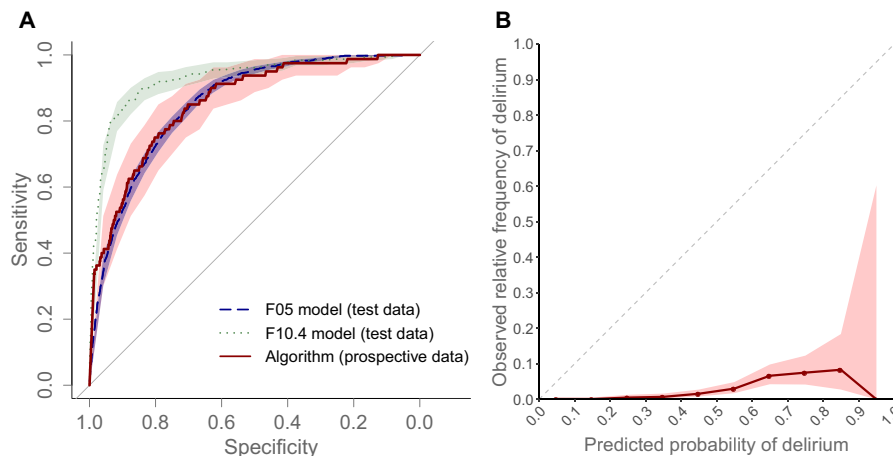 A
Sensitivity
1.0
0.8
0.6
0.4
0.2
0.0
F05 model (test data)
F10.4 model (test data)
Algorithm (prospective data)
1.0 0.8 0.6 0.4 0.2 0.0
Specificity
B
Observed relative frequency of delirium
1.0
0.9
0.8
0.7
0.6
0.5
0.4
0.3
0.2
0.1
0.0
0.0 0.1 0.2 0.3 0.4 0.5 0.6 0.7 0.8 0.9 1.0
Predicted probability of delirium